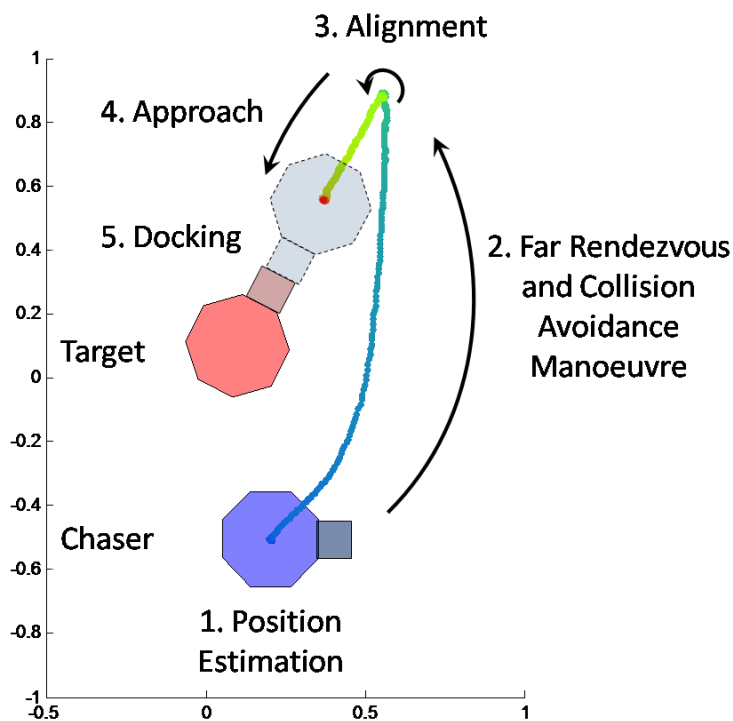 3. Alignment
1
4. Approach
0.8
0.6
5. Docking
0.4
2. Far Rendezvous
and Collision
Avoidance
Manoeuvre
0.2
Target
0
-0.2
-0.4
Chaser
-0.6
1. Position
Estimation
-0.8
-1
-0.5
0
0.5
1